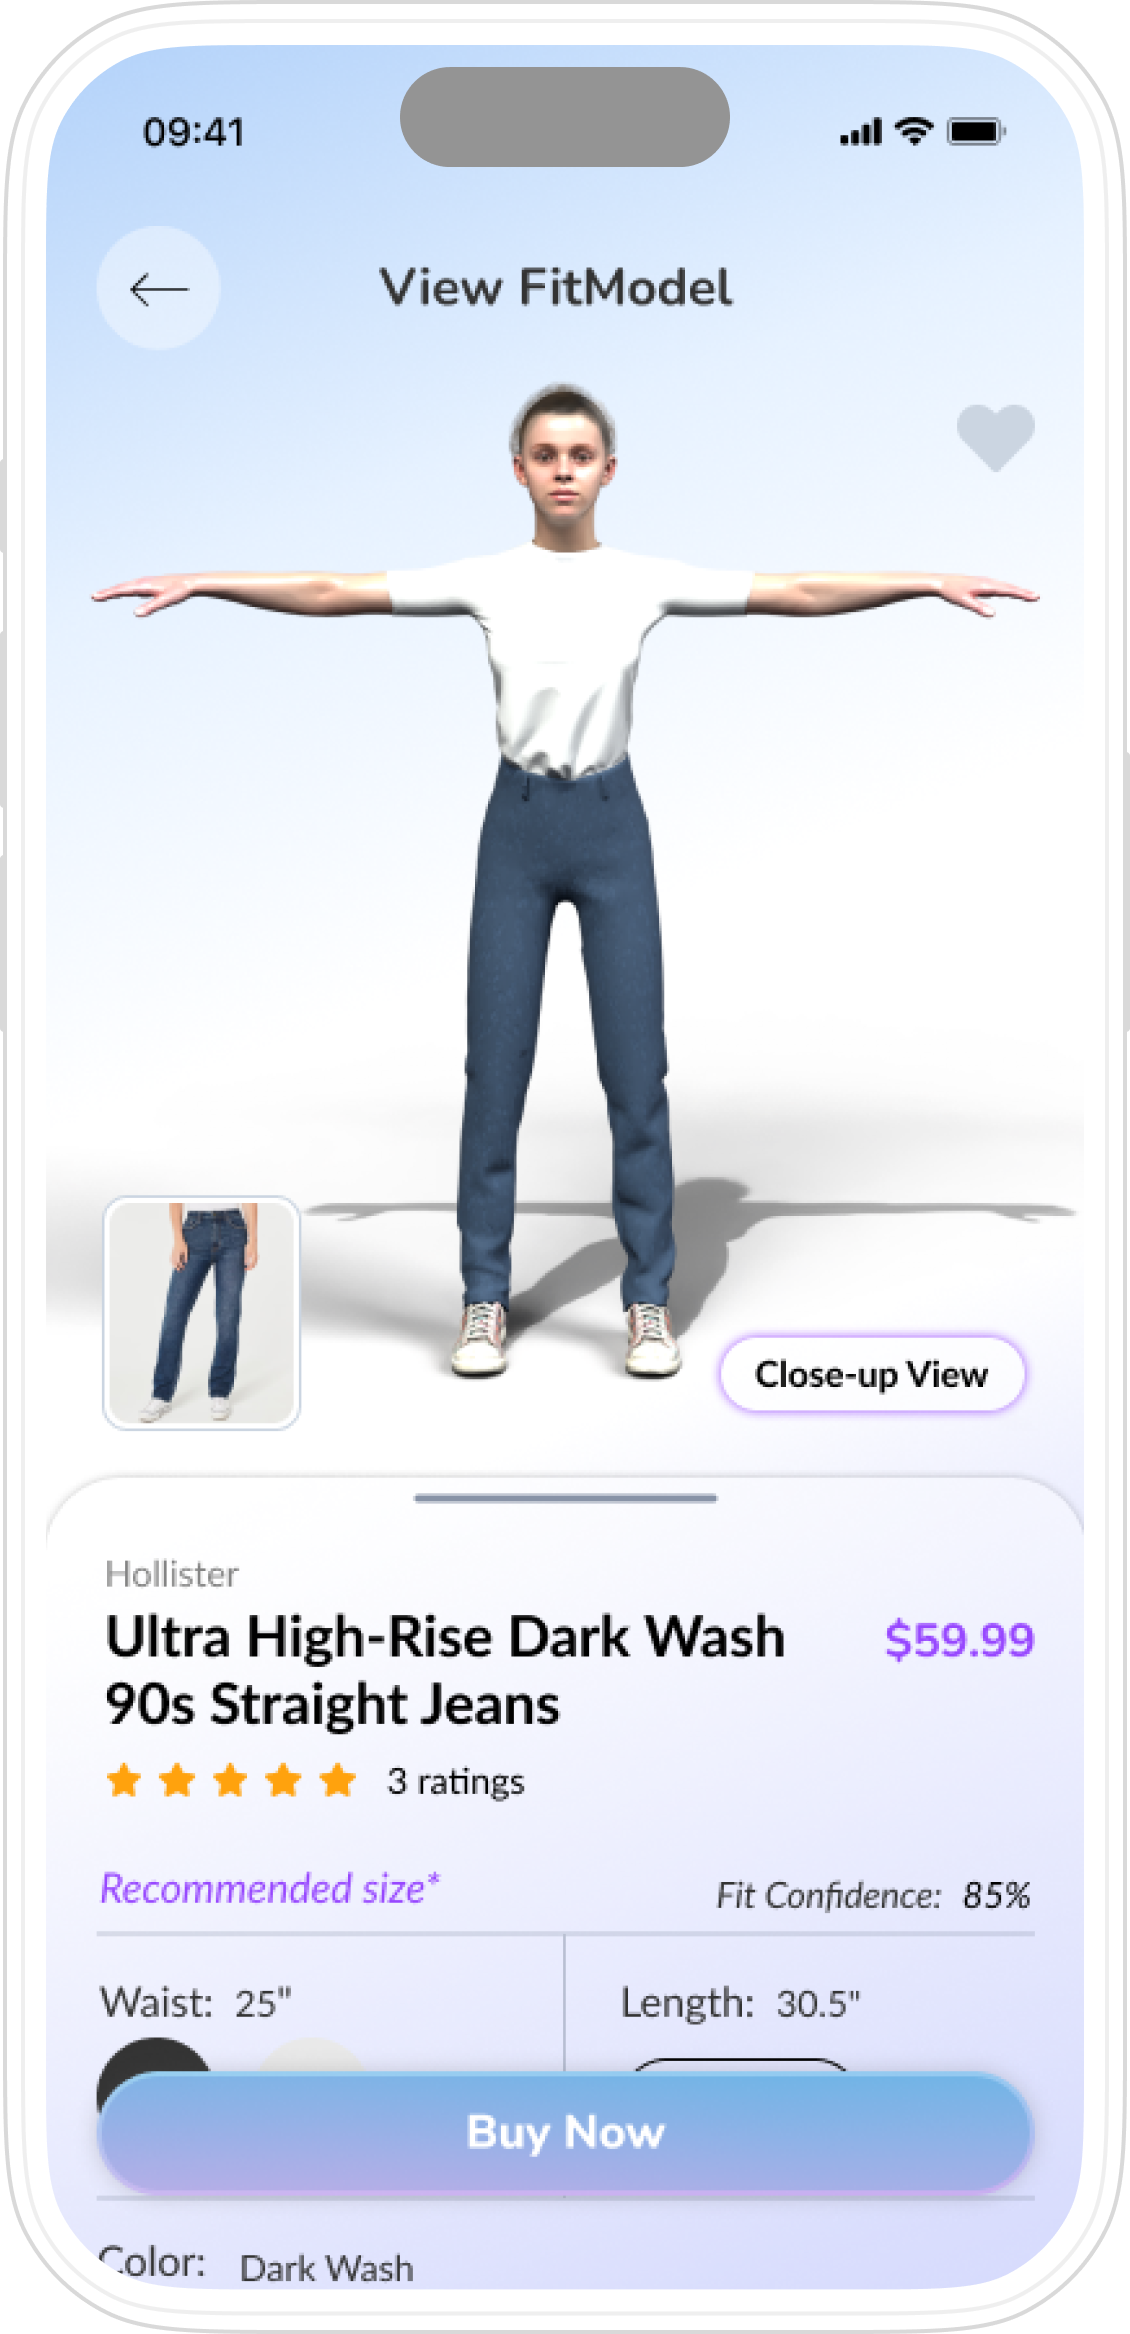 09:41
View FitModel
Close-up View
Hollister
Ultra High-Rise Dark Wash
$59.99
90s Straight Jeans
3 ratings
Recommended size*
Fit Confidence: 85%
Waist: 25"
Length: 30.5"
Buy Now
Color: Dark Wash